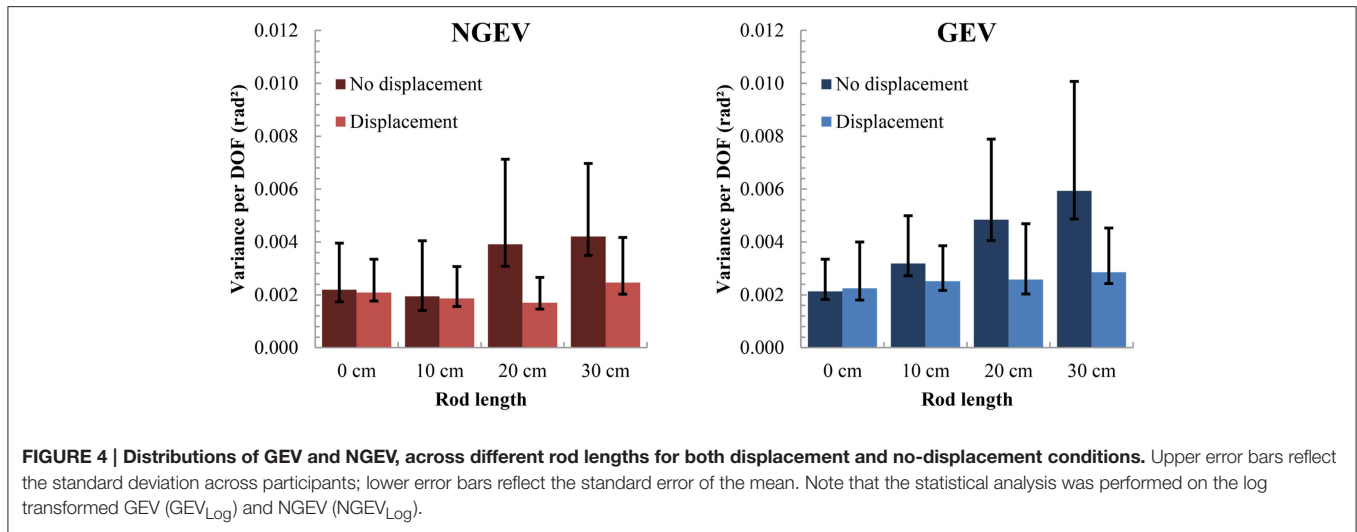 NGEV
Variance per DOF (rad²)
0.012
0.010
0.008
0.006
0.004
0.002
0.000
No displacement
Displacement
0 cm 10 cm 20 cm 30 cm
Rod length
GEV
Variance per DOF (rad²)
0.012
0.010
0.008
0.006
0.004
0.002
0.000
No displacement
Displacement
0 cm 10 cm 20 cm 30 cm
Rod length
FIGURE 4 | Distributions of GEV and NGEV, across different rod lengths for both displacement and no-displacement conditions. Upper error bars reflect
the standard deviation across participants; lower error bars reflect the standard error of the mean. Note that the statistical analysis was performed on the log
transformed GEV (GEVLog) and NGEV (NGEVLog).